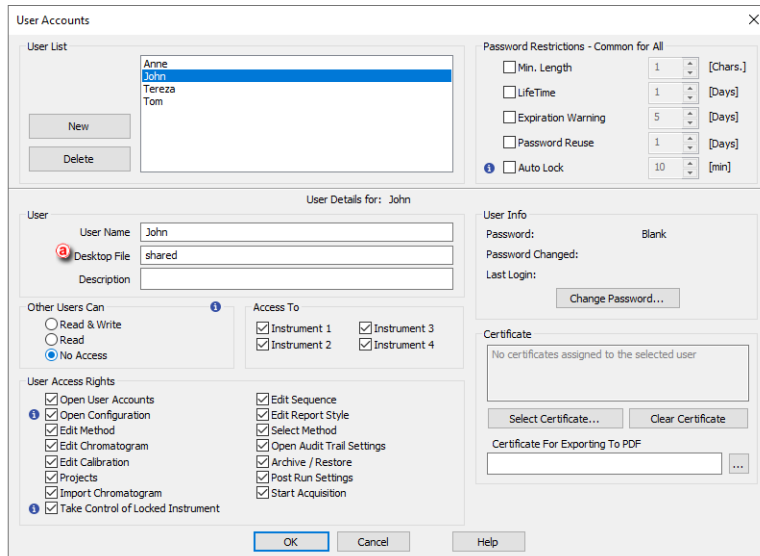 User Accounts
User List
Anne
John
Tereza
Tom
New
Delete
Password Restrictions - Common for All
Min. Length 1 [Chars.]
LifeTime 1 [Days]
Expiration Warning 5 [Days]
Password Reuse 1 [Days]
Auto Lock 10 [min]
User Details for: John
User
User Name John
a Desktop File shared
Description
User Info
Password: Blank
Password Changed:
Last Login:
Change Password...
Other Users Can
Read & Write
Read
No Access
Access To
Instrument 1 Instrument 3
Instrument 2 Instrument 4
Certificate
No certificates assigned to the selected user
Select Certificate... Clear Certificate
Certificate For Exporting To PDF
...
User Access Rights
Open User Accounts Edit Sequence
Open Configuration Edit Report Style
Edit Method Select Method
Edit Chromatogram Open Audit Trail Settings
Edit Calibration Archive / Restore
Projects Post Run Settings
Import Chromatogram Start Acquisition
Take Control of Locked Instrument
OK Cancel Help